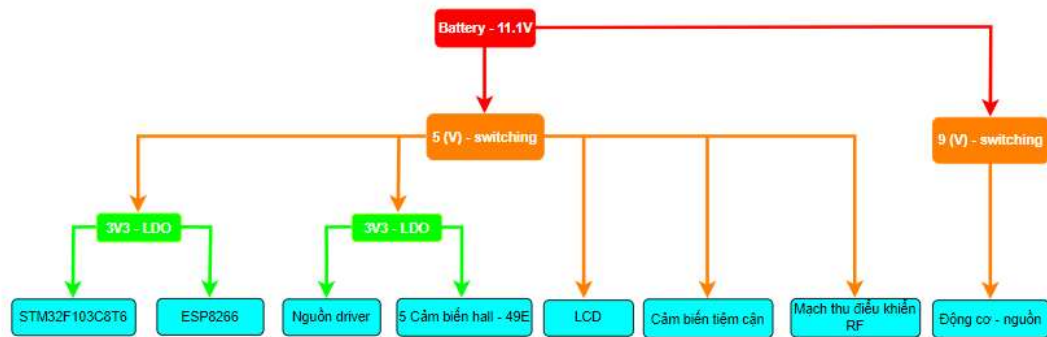 Battery - 11.1V
5 (V) - switching
9 (V) - switching
3V3 - LDO
3V3 - LDO
STM32F103C8T6
ESP8266
Nguồn driver
5 Cảm biến hall - 49E
LCD
Cảm biến tiệm cận
Mạch thu điều khiển
RF
Động cơ - nguồn